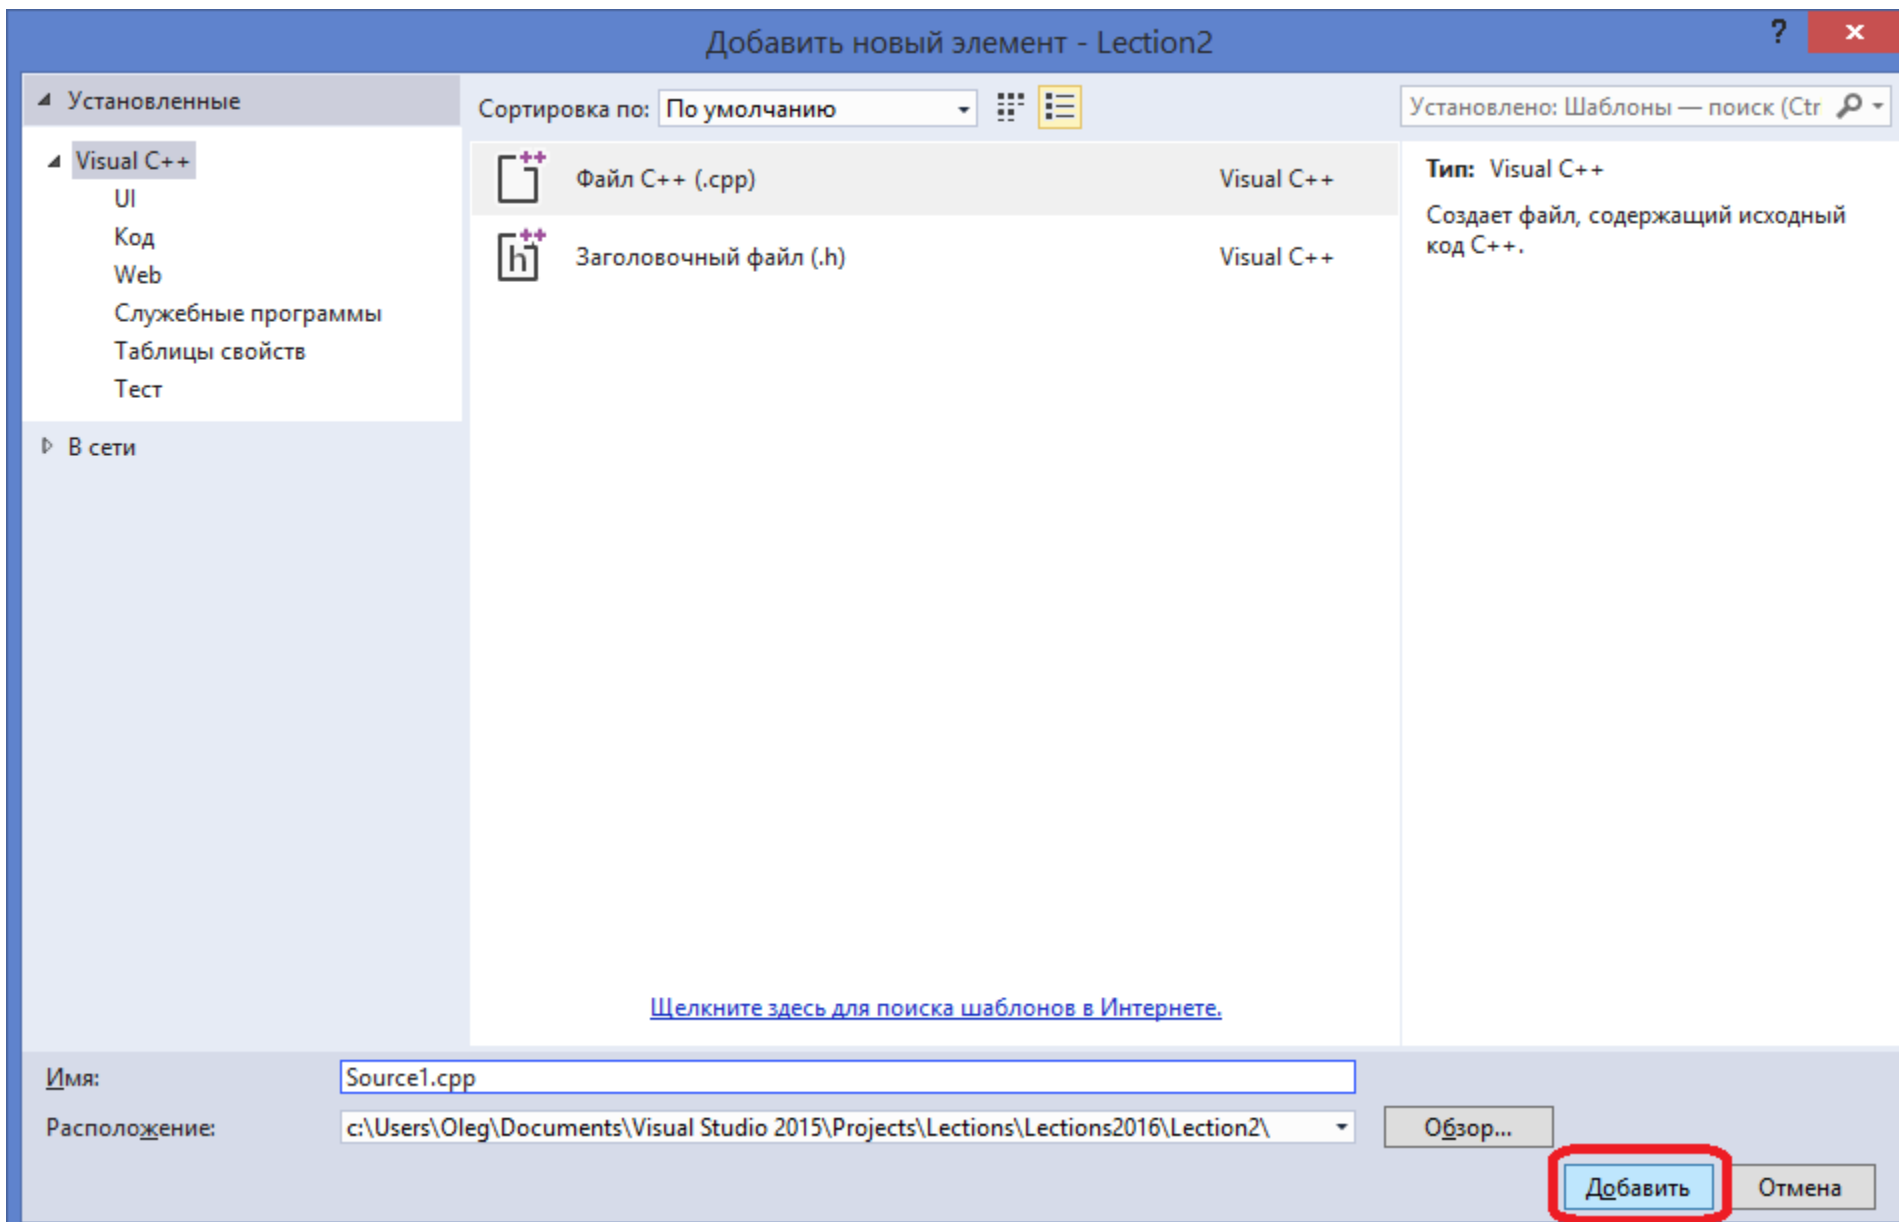 Добавить новый элемент - Lection2
?
Установленные
Visual C++
UI
Код
Web
Служебные программы
Таблицы свойств
Тест
В сети
Сортировка по: По умолчанию
Файл C++ (.cpp) Visual C++
Заголовочный файл (.h) Visual C++
Щелкните здесь для поиска шаблонов в Интернете.
Установлено: Шаблоны — поиск (Ctr
Тип: Visual C++
Создает файл, содержащий исходный
код C++.
Имя: Source1.cpp
Расположение: c:\Users\Oleg\Documents\Visual Studio 2015\Projects\Lections\Lections2016\Lection2\ Обзор...
Добавить Отмена